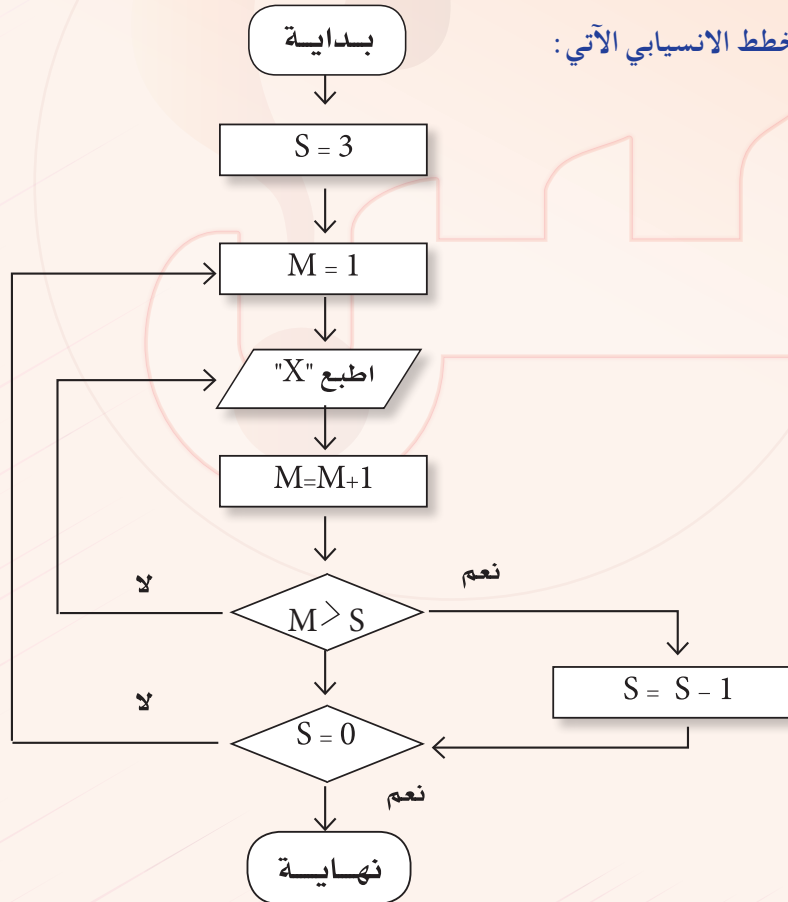 خطط الانسيابي الآتي :
بداية
S = 3
M = 1
اطبع "X"
M=M+1
نعم
لا
M > S
S = S – 1
لا
S = 0
نعم
نهاية